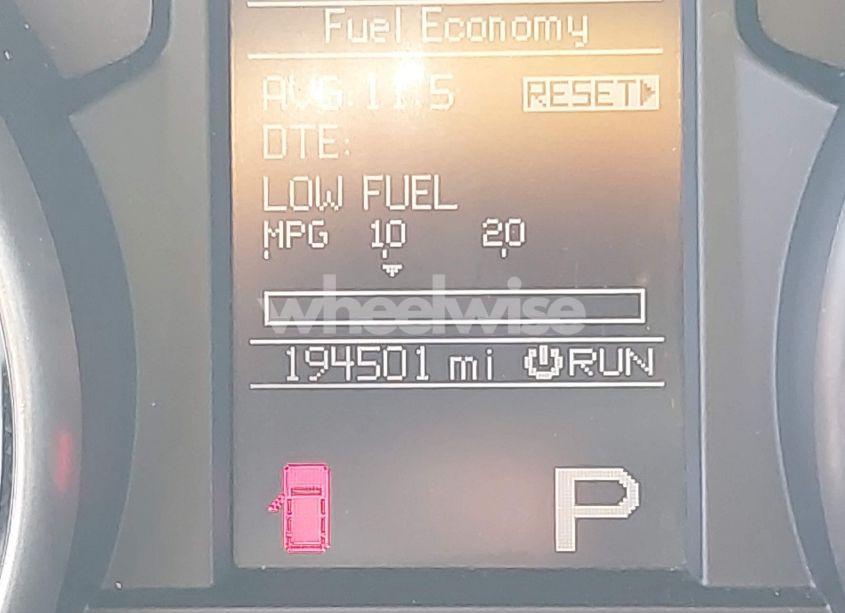 Fuel Economy
AVG: 11.5 RESET
DTE:
LOW FUEL
MPG 10 20
wheelwise
194501 mi RUN
P